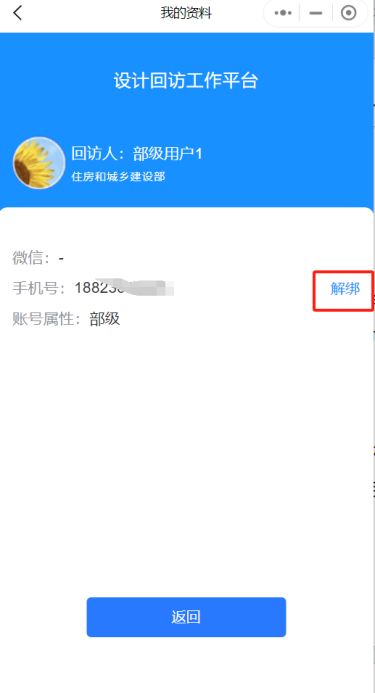 我的资料
设计回访工作平台
回访人：部级用户1
住房和城乡建设部
微信：-
手机号：18823
解绑
账号属性：部级
返回